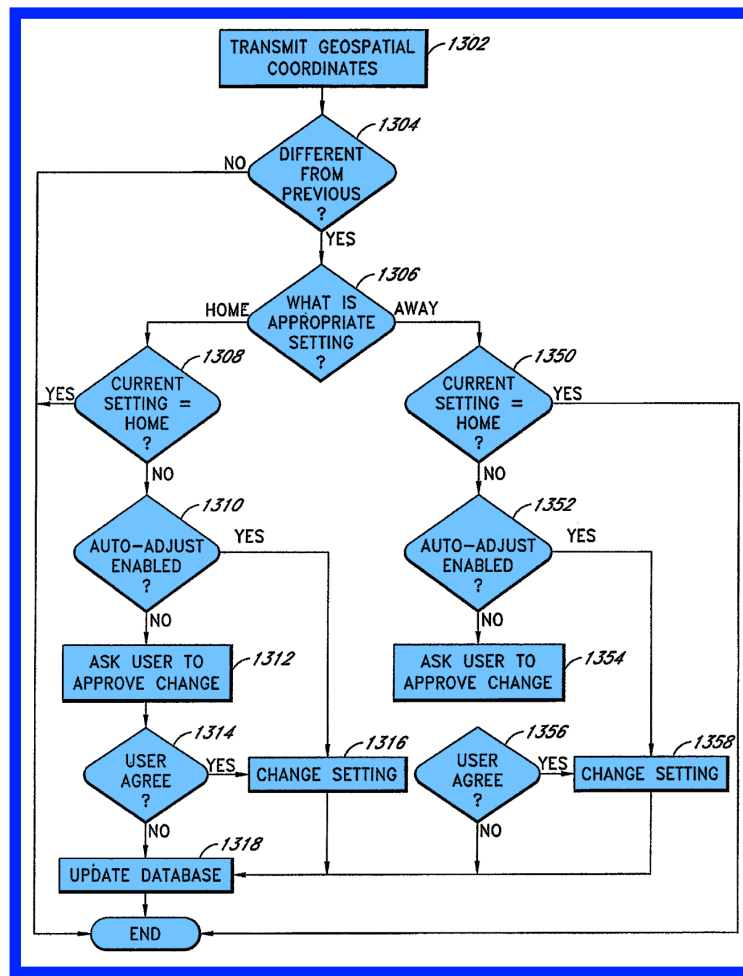 TRANSMIT GEOSPATIAL
COORDINATES
1302
1304
DIFFERENT
FROM
PREVIOUS
?
NO
YES
1306
WHAT IS
APPROPRIATE
SETTING
?
HOME
AWAY
1308
CURRENT
SETTING =
HOME
?
YES
NO
1350
CURRENT
SETTING =
HOME
?
YES
NO
1310
AUTO-ADJUST
ENABLED
?
YES
NO
1352
AUTO-ADJUST
ENABLED
?
YES
NO
ASK USER TO
APPROVE CHANGE
1312
ASK USER TO
APPROVE CHANGE
1354
1314
USER
AGREE
?
YES
NO
1316
CHANGE SETTING
1356
USER
AGREE
?
YES
NO
1358
CHANGE SETTING
1318
UPDATE DATABASE
END